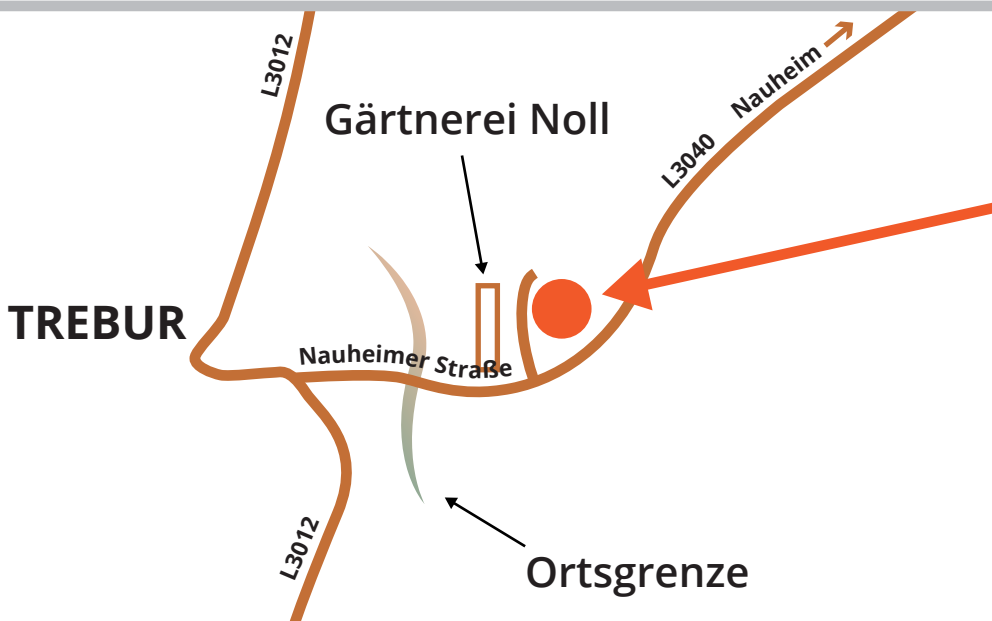 L3012
Nauheim
Gärtnerei Noll
L3040
TREBUR
Nauheimer Straße
L3012
Ortsgrenze